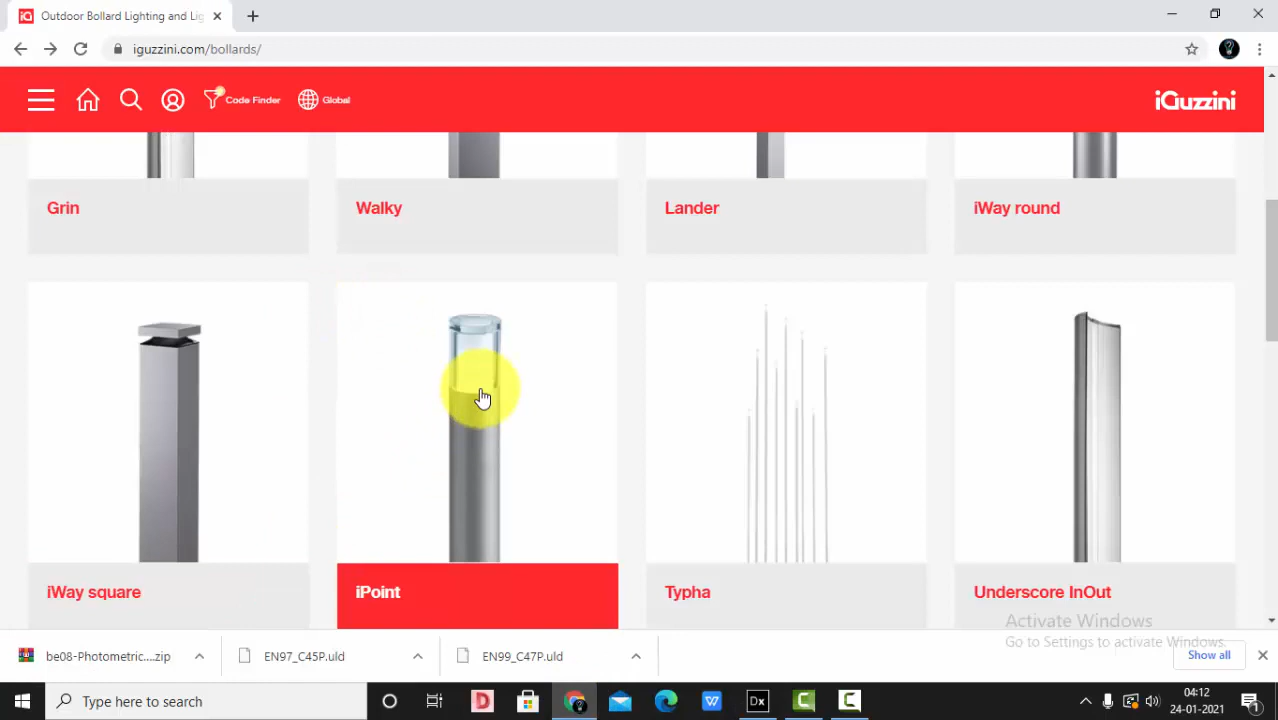 Outdoor Bollard Lighting and Lig
iguzzini.com/bollards/
Code Finder
Global
iGuzzini
Grin
Walky
Lander
iWay round
iWay square
iPoint
Typha
Underscore InOut
Activate Windows
Go to Settings to activate Windows.
be08-Photometric....zip
EN97_C45P.uld
EN99_C47P.uld
Show all
Type here to search
04:12
24-01-2021